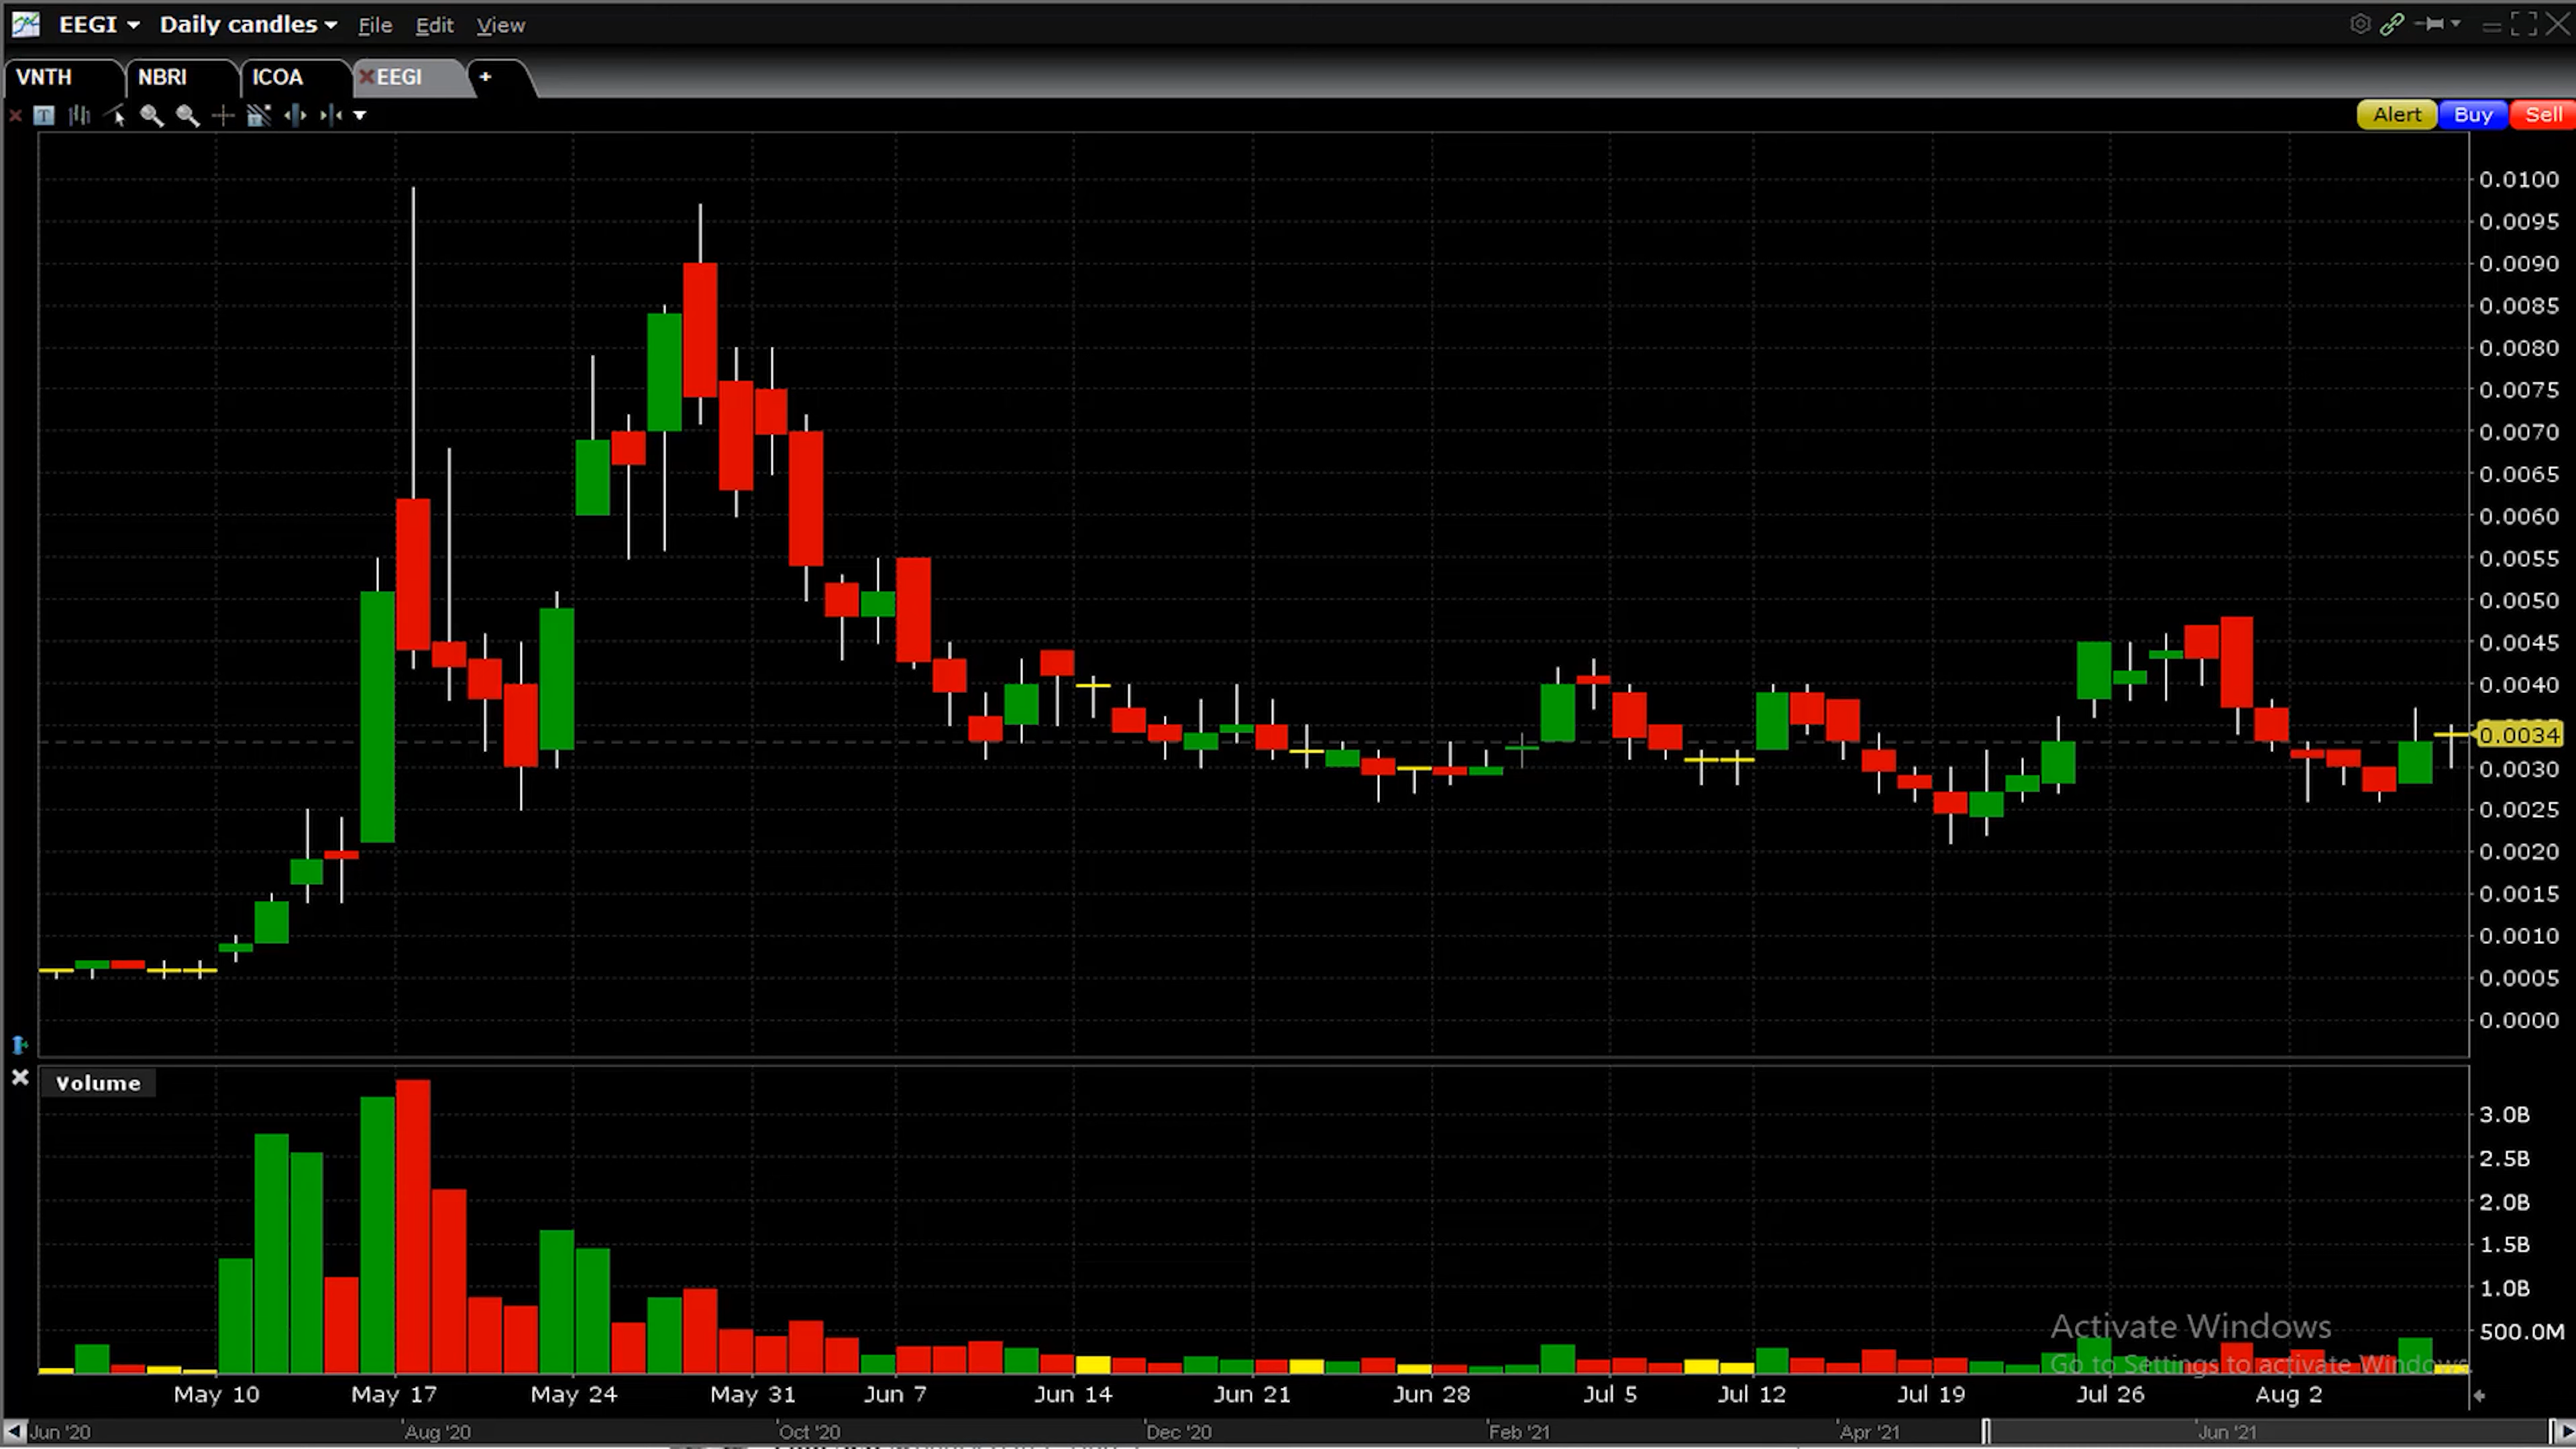 EEGI Daily candles File Edit View
VNTH NBRI ICOA EEGI +
T
Alert Buy Sell
0.0100
0.0095
0.0090
0.0085
0.0080
0.0075
0.0070
0.0065
0.0060
0.0055
0.0050
0.0045
0.0040
0.0034
0.0030
0.0025
0.0020
0.0015
0.0010
0.0005
0.0000
Volume
3.0B
2.5B
2.0B
1.5B
1.0B
500.0M
Activate Windows
Go to Settings to activate Windows.
May 10 May 17 May 24 May 31 Jun 7 Jun 14 Jun 21 Jun 28 Jul 5 Jul 12 Jul 19 Jul 26 Aug 2
Jun '20 Aug '20 Oct '20 Dec '20 Feb '21 Apr '21 Jun '21